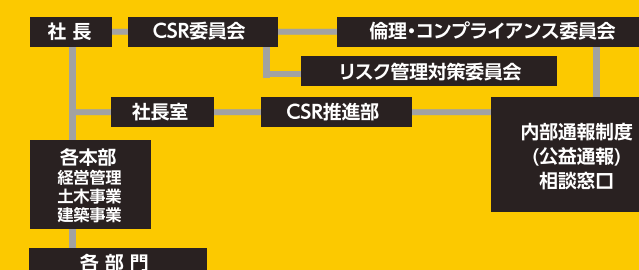 社長
CSR委員会
倫理・コンプライアンス委員会
リスク管理対策委員会
社長室
CSR推進部
内部通報制度
(公益通報)
相談窓口
各本部
経営管理
土木事業
建築事業
各部門